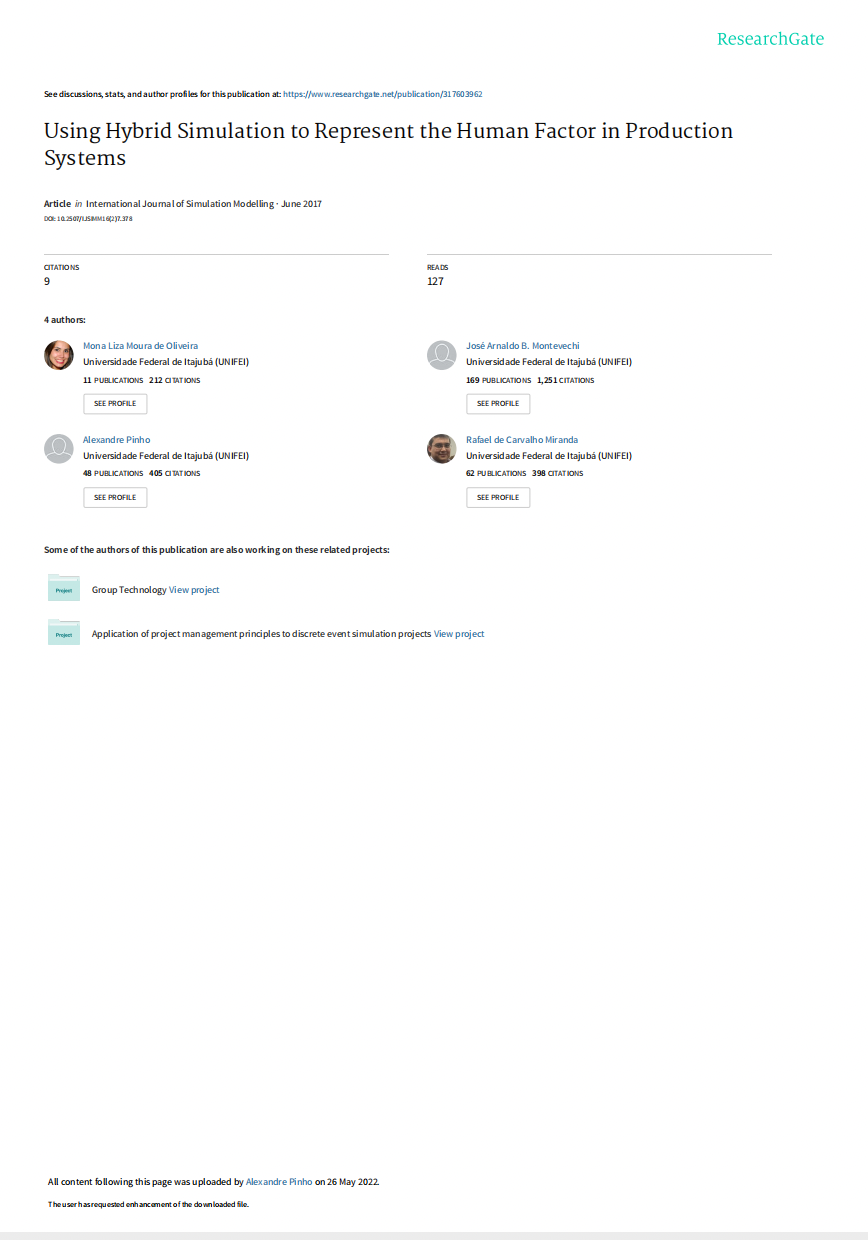 ResearchGate
See discussions, stats, and author profiles for this publication at: https://www.researchgate.net/publication/317603962
Using Hybrid Simulation to Represent the Human Factor in Production
Systems
Article in International Journal of Simulation Modelling · June 2017
DOI: 10.2507/IJSIMM16(2)7.378
CITATIONS
9
READS
127
4 authors:
Mona Liza Moura de Oliveira
Universidade Federal de Itajubá (UNIFEI)
11 PUBLICATIONS 212 CITATIONS
SEE PROFILE
José Arnaldo B. Montevechi
Universidade Federal de Itajubá (UNIFEI)
169 PUBLICATIONS 1,251 CITATIONS
SEE PROFILE
Alexandre Pinho
Universidade Federal de Itajubá (UNIFEI)
48 PUBLICATIONS 405 CITATIONS
SEE PROFILE
Rafael de Carvalho Miranda
Universidade Federal de Itajubá (UNIFEI)
62 PUBLICATIONS 398 CITATIONS
SEE PROFILE
Some of the authors of this publication are also working on these related projects:
Project
Group Technology View project
Project
Application of project management principles to discrete event simulation projects View project
All content following this page was uploaded by Alexandre Pinho on 26 May 2022.
The user has requested enhancement of the downloaded file.